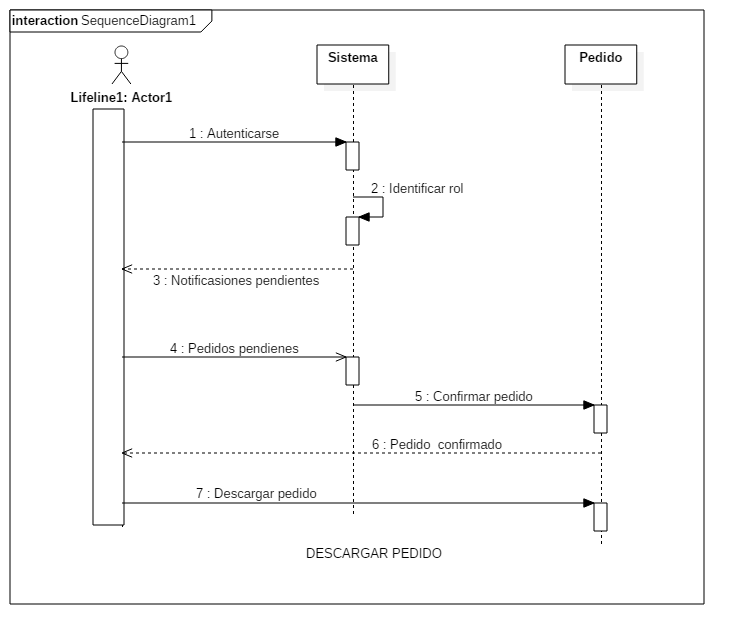 interaction SequenceDiagram1
Sistema
Pedido
Lifeline1: Actor1
1 : Autenticarse
2 : Identificar rol
3 : Notificasiones pendientes
4 : Pedidos pendienes
5 : Confirmar pedido
6 : Pedido  confirmado
7 : Descargar pedido
DESCARGAR PEDIDO